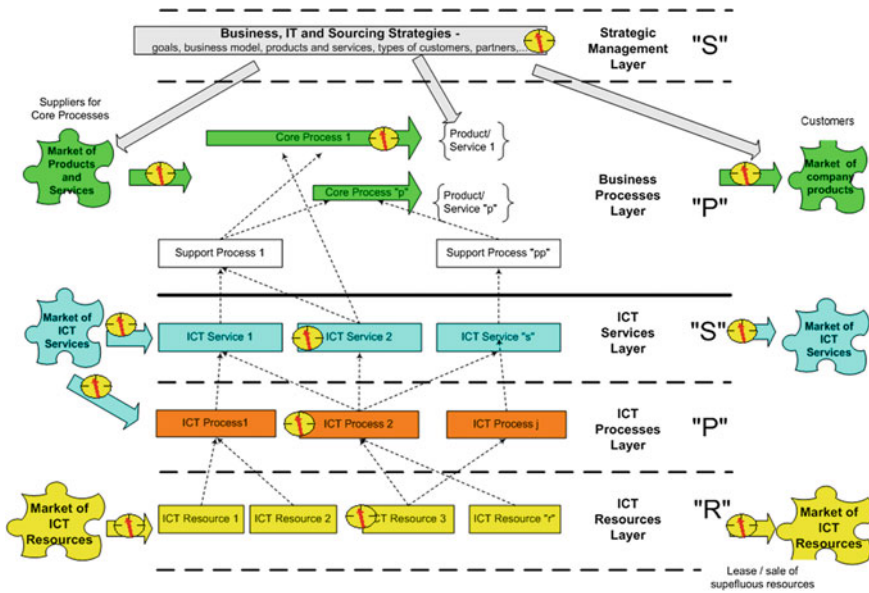 Business, IT and Sourcing Strategies -
goals, business model, products and services, types of customers, partners,...
Strategic
Management
Layer
"S"
Suppliers for
Core Processes
Market of
Products
and
Services
Core Process 1
{Product/
Service 1}
Customers
Market of
company
products
Core Process "p"
{Product/
Service "p"}
Business
Processes
Layer
"P"
Support Process 1
Support Process "pp"
Market of
ICT
Services
ICT Service 1
ICT Service 2
ICT Service "s"
ICT
Services
Layer
"S"
Market of
ICT
Services
ICT Process1
ICT Process 2
ICT Process j
ICT
Processes
Layer
"P"
Market of
ICT
Resources
ICT Resource 1
ICT Resource 2
ICT Resource 3
ICT Resource "r"
ICT
Resources
Layer
"R"
Market of
ICT
Resources
Lease / sale of
supefluous resources